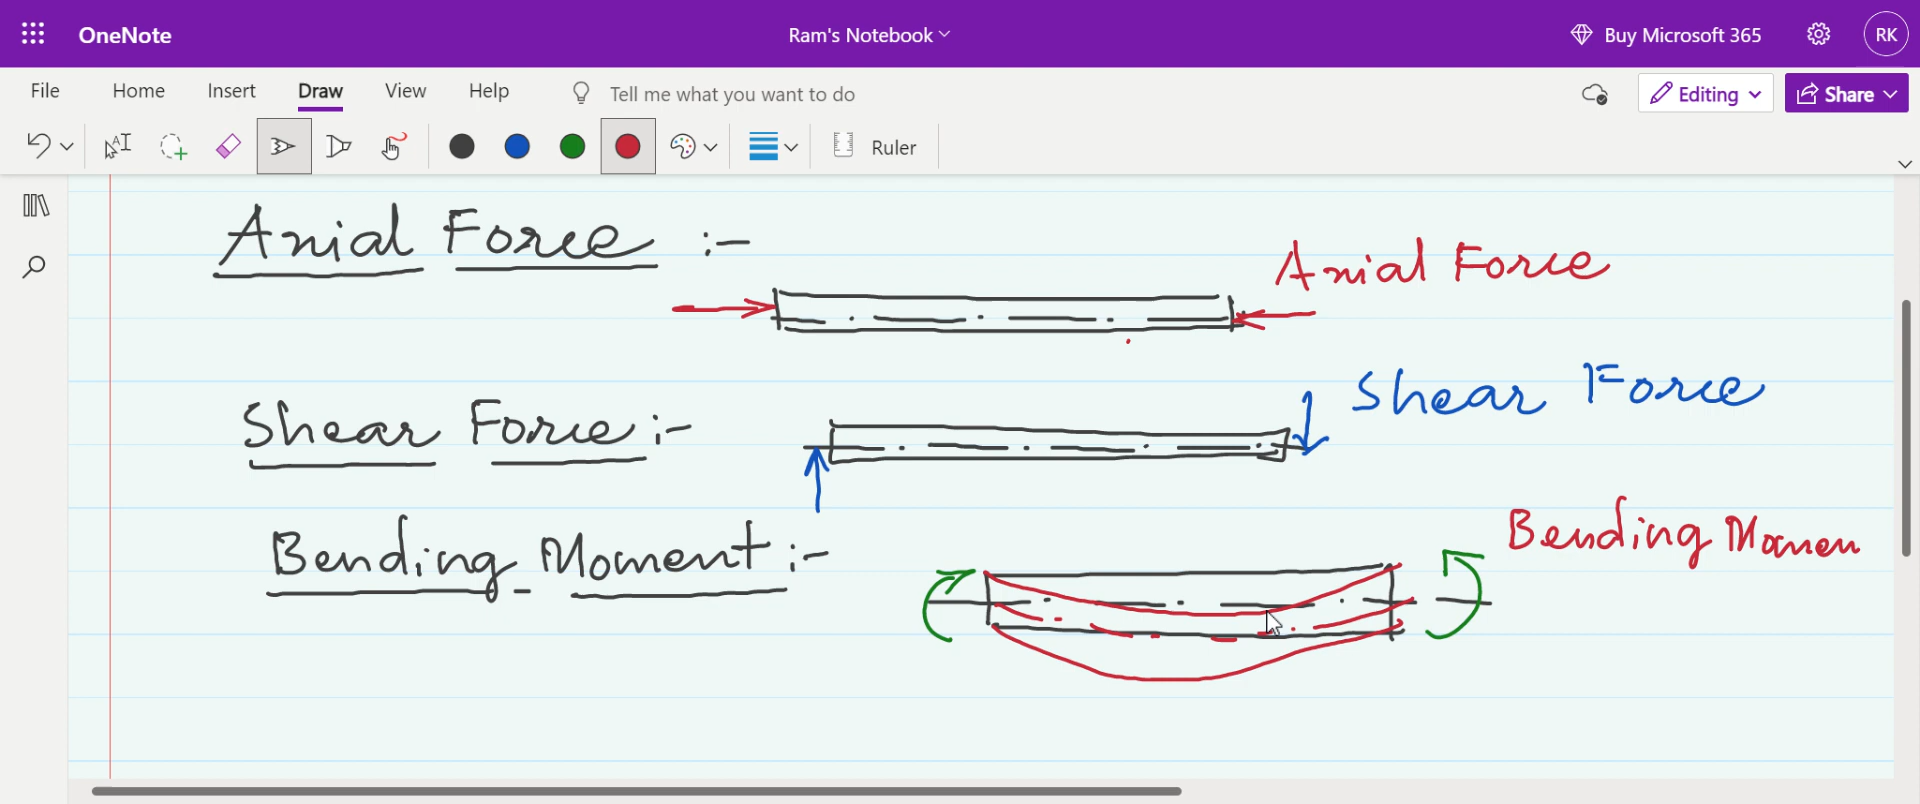 OneNote
Ram's Notebook
Buy Microsoft 365
RK
File Home Insert Draw View Help Tell me what you want to do
Editing
Share
Ruler
Axial Force :-
Axial Force
Shear Force :-
Shear Force
Bending Moment :-
Bending Momen